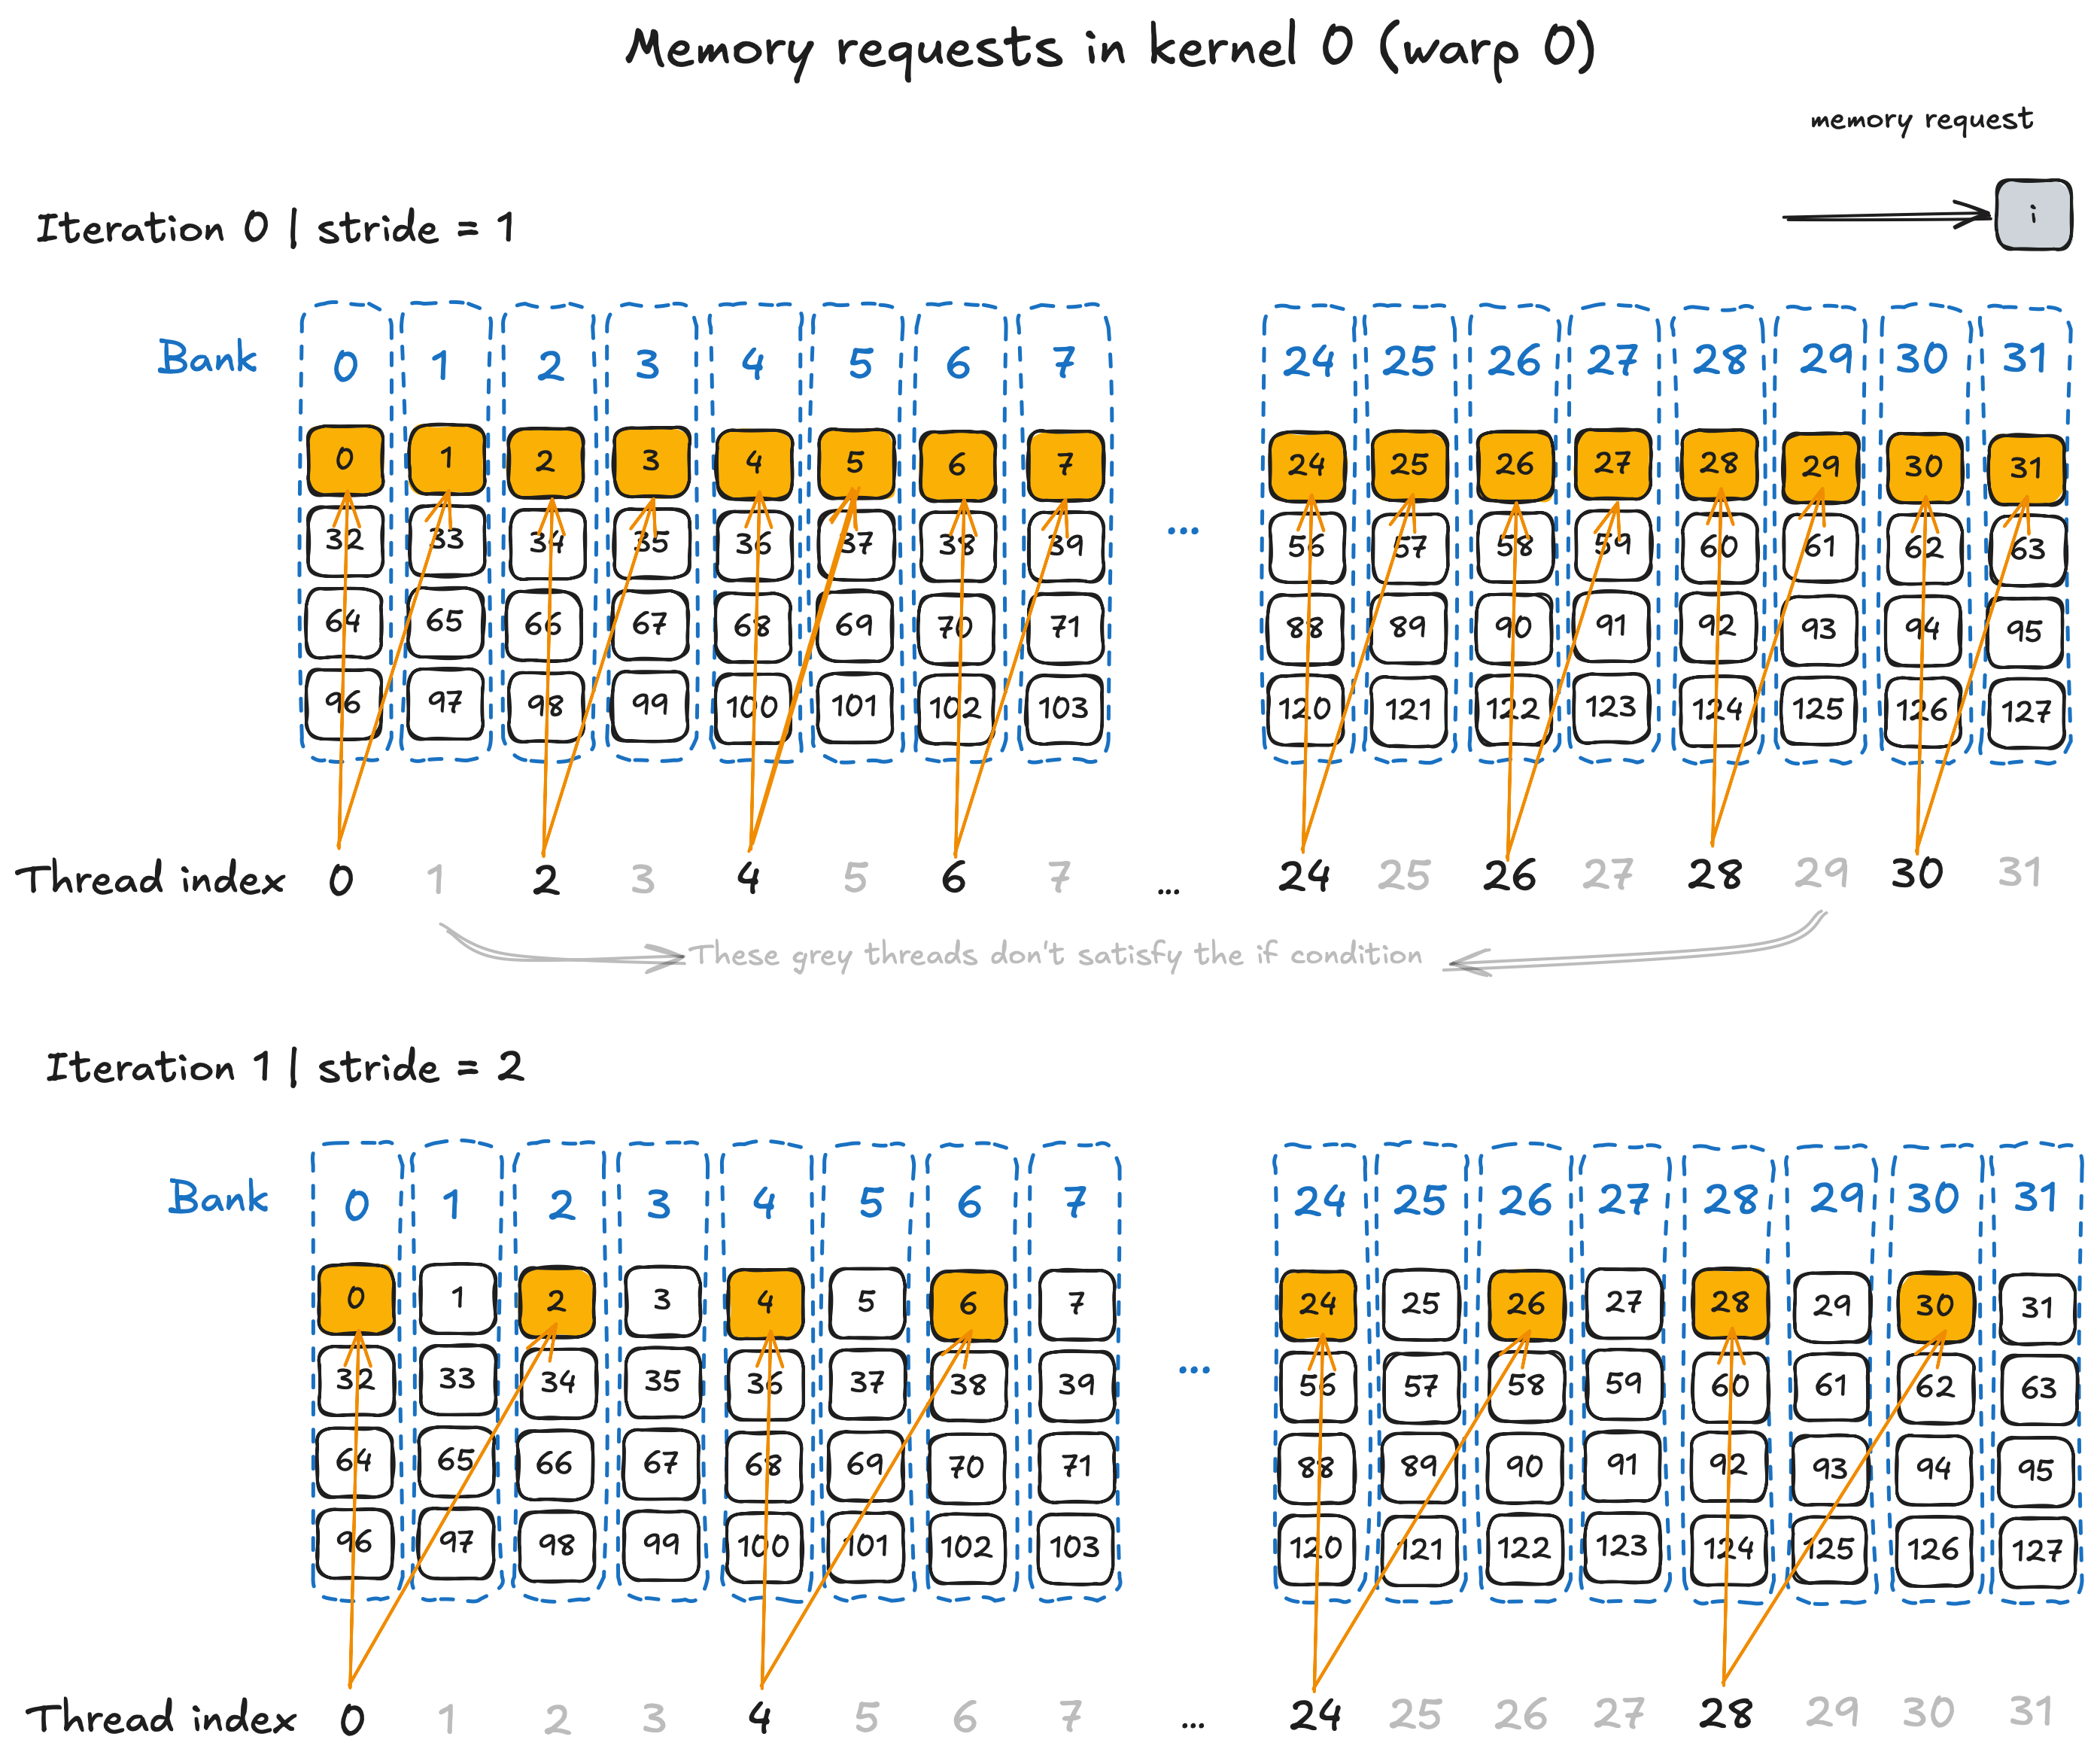 Memory requests in kernel 0 (warp 0)
memory request
i
Iteration 0 | stride = 1
Bank 0 1 2 3 4 5 6 7 24 25 26 27 28 29 30 31
0 1 2 3 4 5 6 7 24 25 26 27 28 29 30 31
32 33 34 35 36 37 38 39 ... 56 57 58 59 60 61 62 63
64 65 66 67 68 69 70 71 88 89 90 91 92 93 94 95
96 97 98 99 100 101 102 103 120 121 122 123 124 125 126 127
Thread index 0 1 2 3 4 5 6 7 ... 24 25 26 27 28 29 30 31
These grey threads don't satisfy the if condition
Iteration 1 | stride = 2
Bank 0 1 2 3 4 5 6 7 24 25 26 27 28 29 30 31
0 1 2 3 4 5 6 7 24 25 26 27 28 29 30 31
32 33 34 35 36 37 38 39 ... 56 57 58 59 60 61 62 63
64 65 66 67 68 69 70 71 88 89 90 91 92 93 94 95
96 97 98 99 100 101 102 103 120 121 122 123 124 125 126 127
Thread index 0 1 2 3 4 5 6 7 ... 24 25 26 27 28 29 30 31